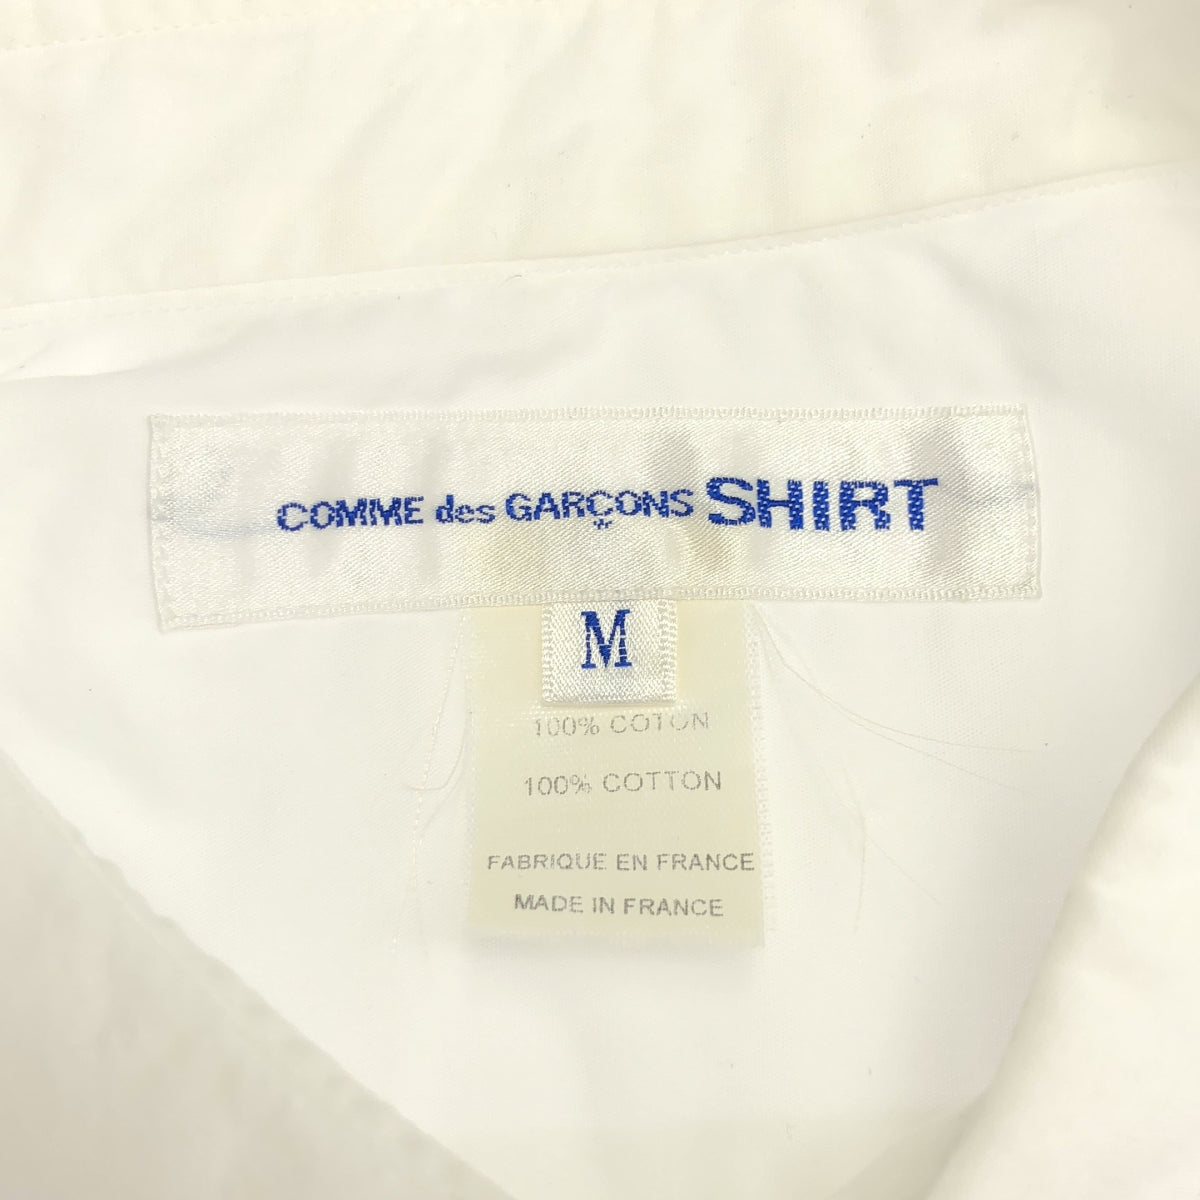 COMME des GARÇONS SHIRT
M
100% COTON
100% COTTON
FABRIQUE EN FRANCE
MADE IN FRANCE